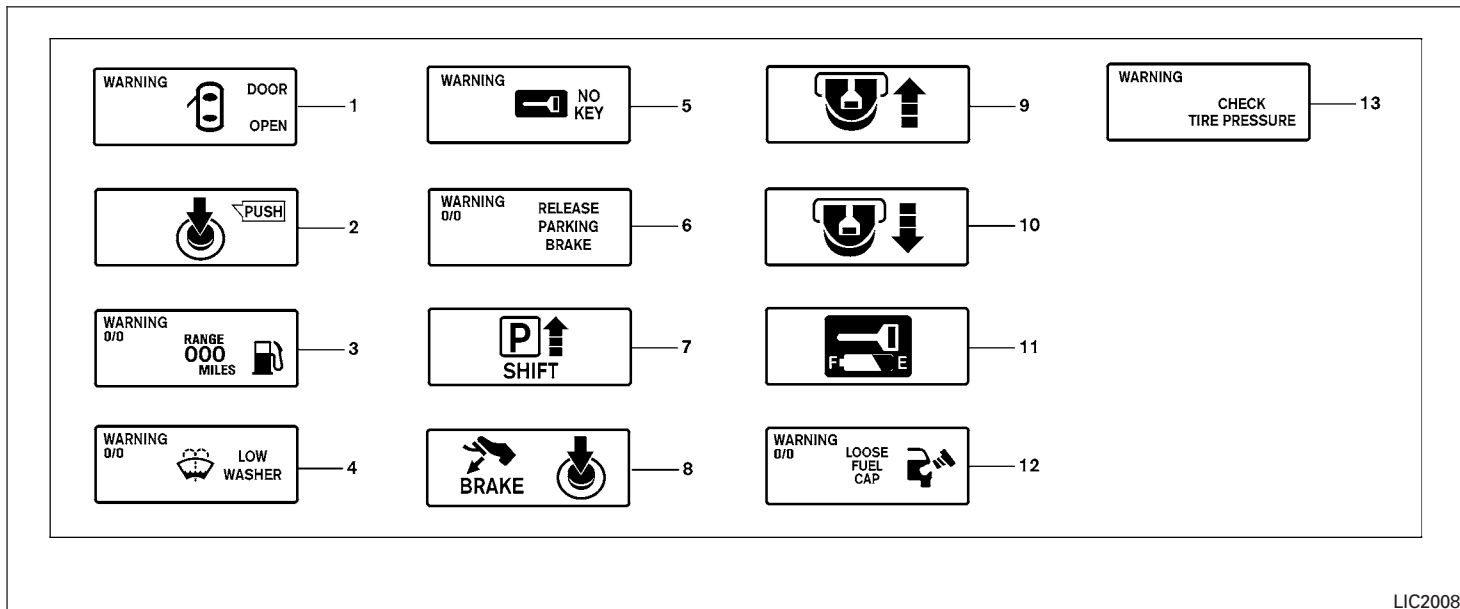 WARNING
DOOR
OPEN
1
PUSH
2
WARNING
0/0
RANGE
000
MILES
3
WARNING
0/0
LOW
WASHER
4
WARNING
NO
KEY
5
WARNING
0/0
RELEASE
PARKING
BRAKE
6
P
SHIFT
7
BRAKE
8
9
10
F E
11
WARNING
0/0
LOOSE
FUEL
CAP
12
WARNING
CHECK
TIRE PRESSURE
13
LIC2008